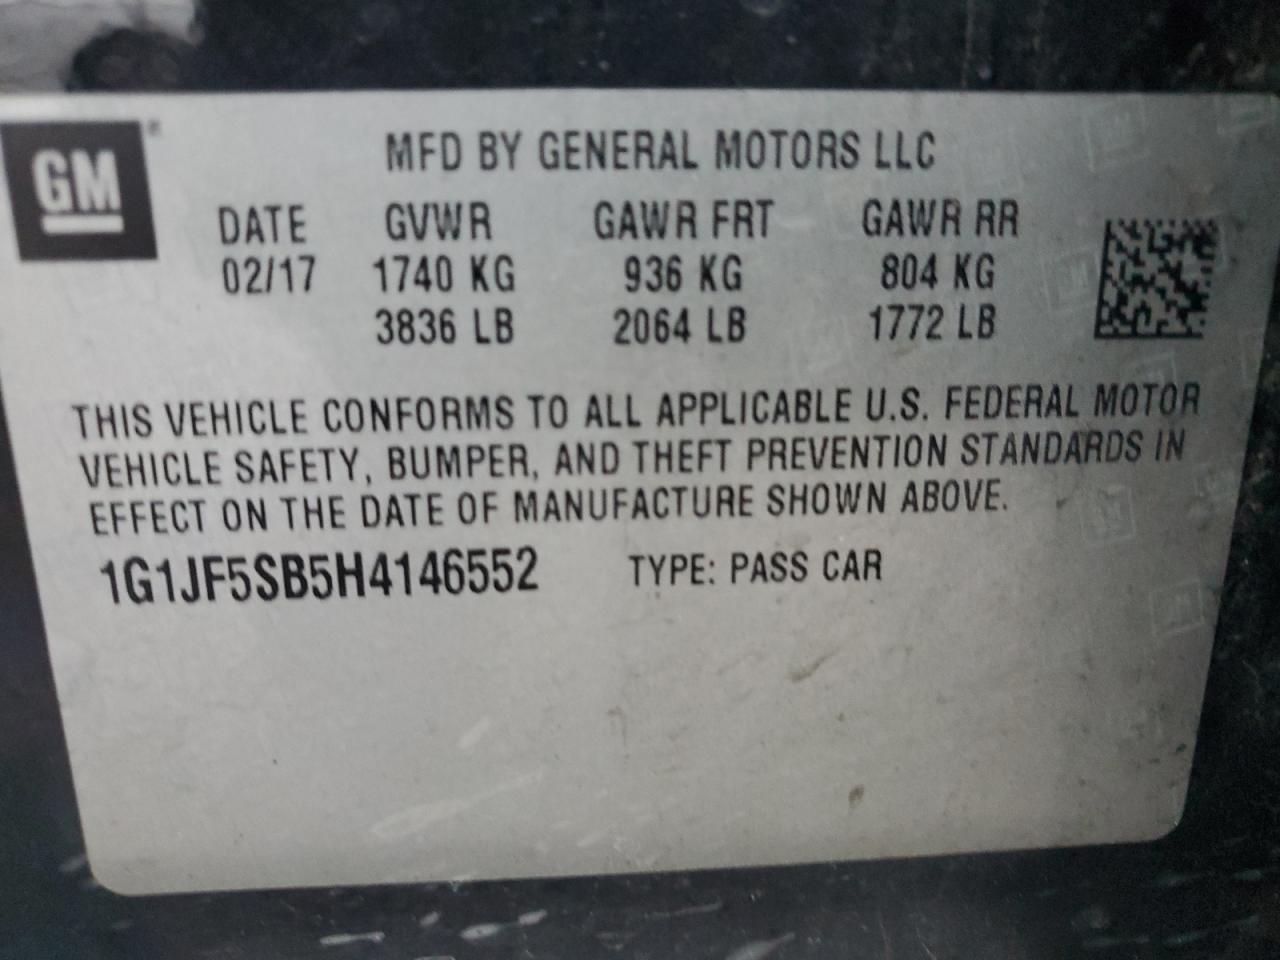 GM
MFD BY GENERAL MOTORS LLC
DATE GVWR GAWR FRT GAWR RR
02/17 1740 KG 936 KG 804 KG
3836 LB 2064 LB 1772 LB
THIS VEHICLE CONFORMS TO ALL APPLICABLE U.S. FEDERAL MOTOR
VEHICLE SAFETY, BUMPER, AND THEFT PREVENTION STANDARDS IN
EFFECT ON THE DATE OF MANUFACTURE SHOWN ABOVE.
1G1JF5SB5H4146552 TYPE: PASS CAR